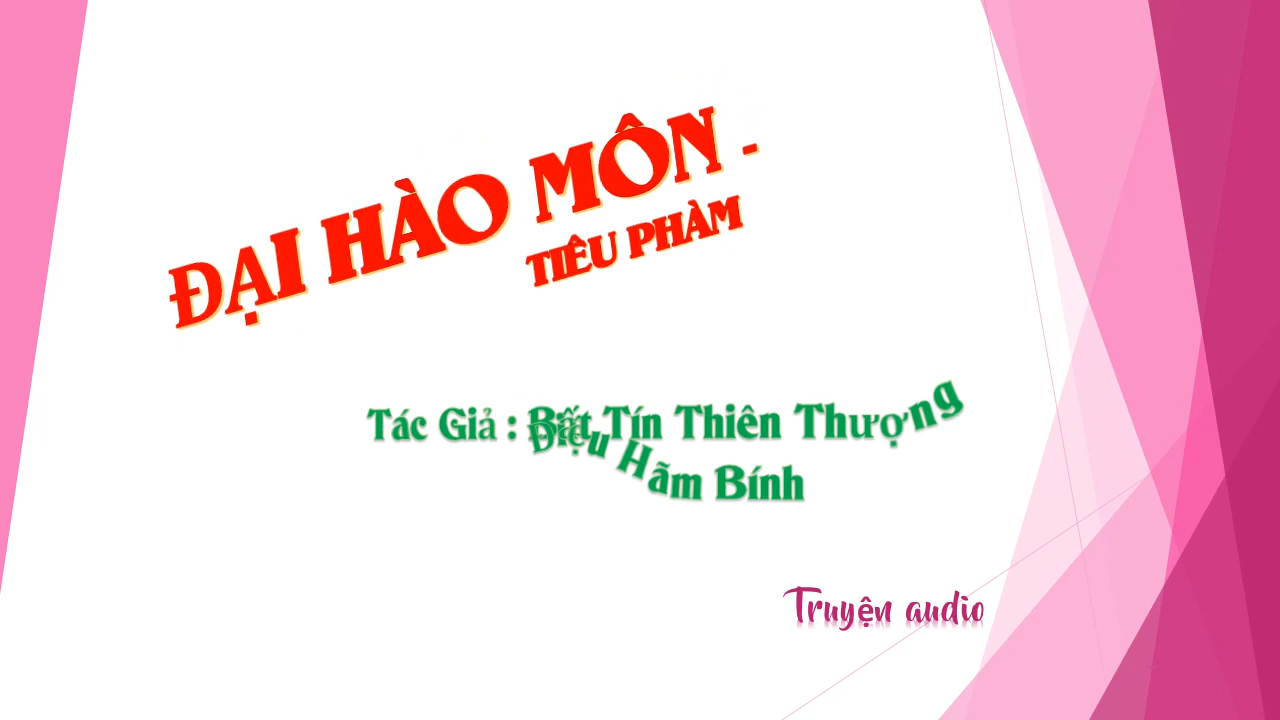 ĐẠI HÀO MÔN -
TIÊU PHÀM
Tác Giả : Bất Tín Thiên Thượng
Điệu Hãm Bính
Truyện audio